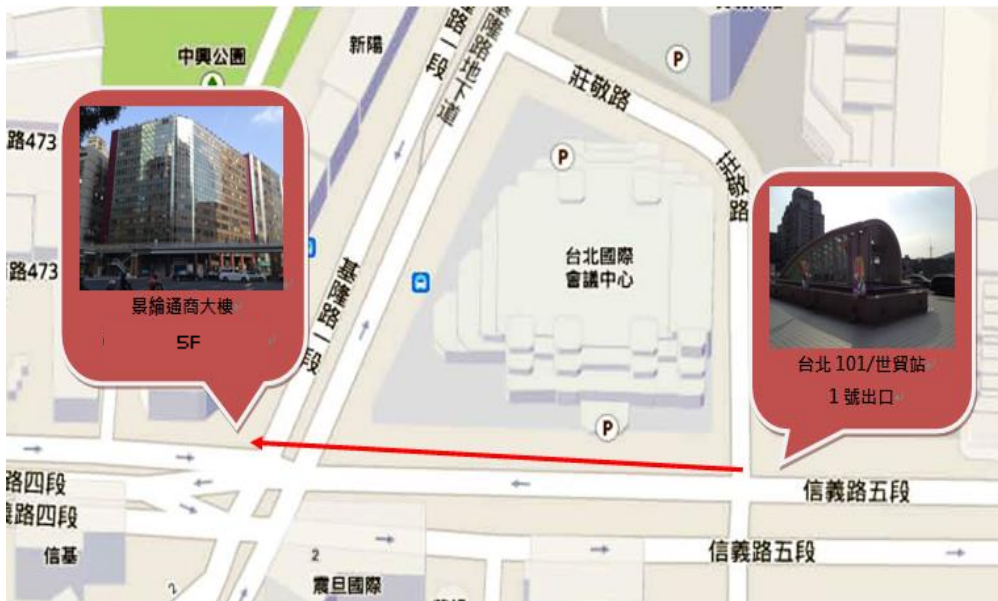 中興公園
新陽
基隆路一段
基隆路地下道
P
莊敬路
路473
P
莊敬路
景綸通商大樓
5F
路473
基隆路一段
台北國際
會議中心
台北 101/世貿站
1 號出口
P
路四段
信義路五段
義路四段
信基
2
信義路五段
2
震旦國際